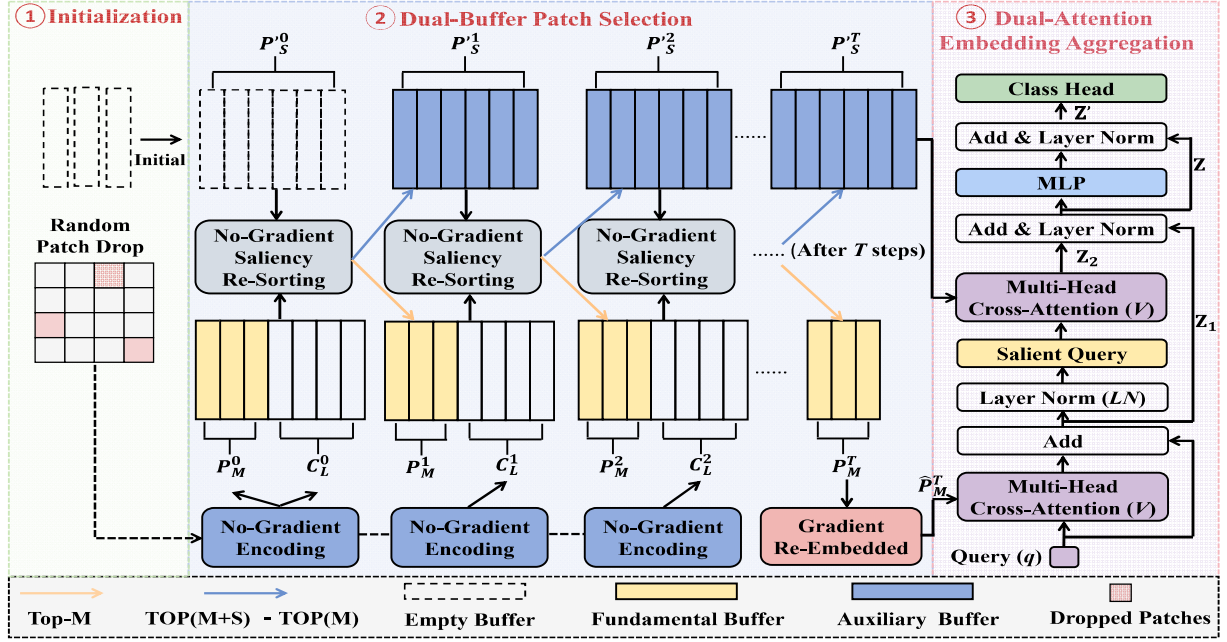 ① Initialization
Initial
Random
Patch Drop
② Dual-Buffer Patch Selection
P'⁰_S
P'¹_S
P'²_S
P'ᵀ_S
......
No-Gradient
Saliency
Re-Sorting
No-Gradient
Saliency
Re-Sorting
No-Gradient
Saliency
Re-Sorting
...... (After T steps)
......
P⁰_M
C⁰_L
P¹_M
C¹_L
P²_M
C²_L
Pᵀ_M
No-Gradient
Encoding
No-Gradient
Encoding
No-Gradient
Encoding
Gradient
Re-Embedded
③ Dual-Attention
Embedding Aggregation
Class Head
Z'
Add & Layer Norm
Z
MLP
Add & Layer Norm
Z₂
Multi-Head
Cross-Attention (V)
Z₁
Salient Query
Layer Norm (LN)
Add
P̂ᵀ_M
Multi-Head
Cross-Attention (V)
Query (q)
Top-M
TOP(M+S) - TOP(M)
Empty Buffer
Fundamental Buffer
Auxiliary Buffer
Dropped Patches